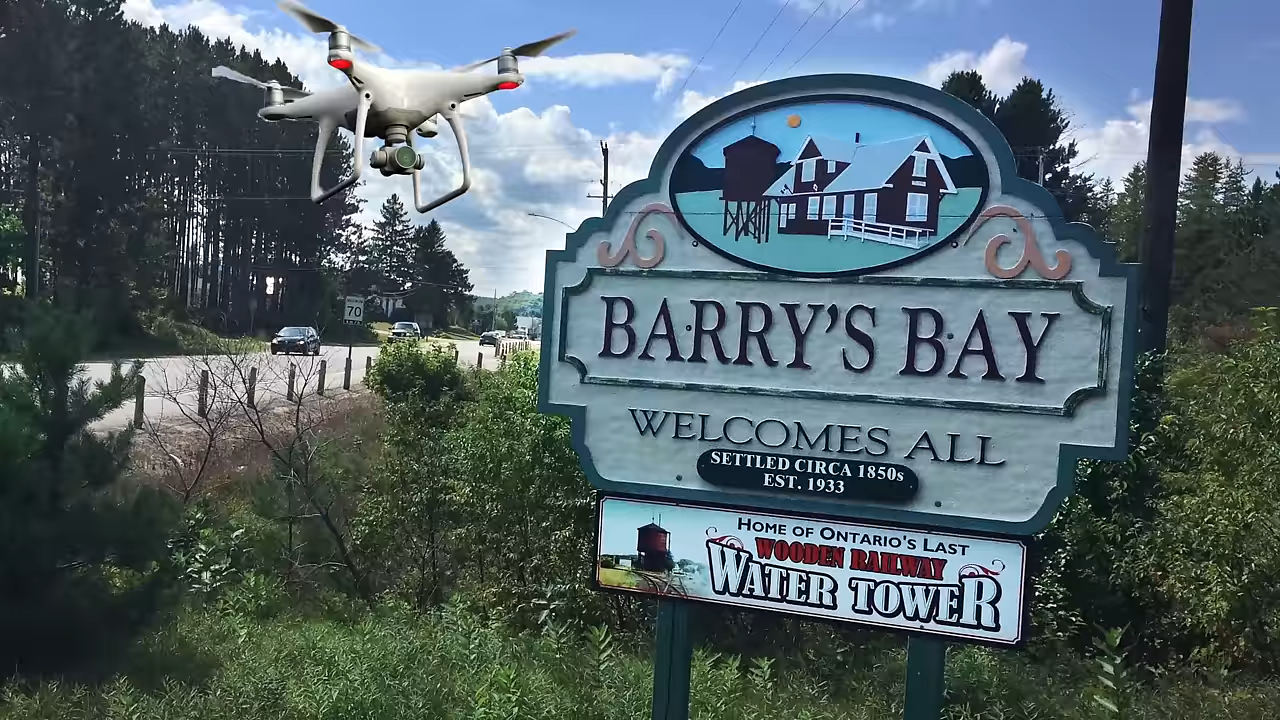 70
BARRY'S BAY
WELCOMES ALL
SETTLED CIRCA 1850s
EST. 1933
HOME OF ONTARIO'S LAST
WOODEN RAILWAY
WATER TOWER